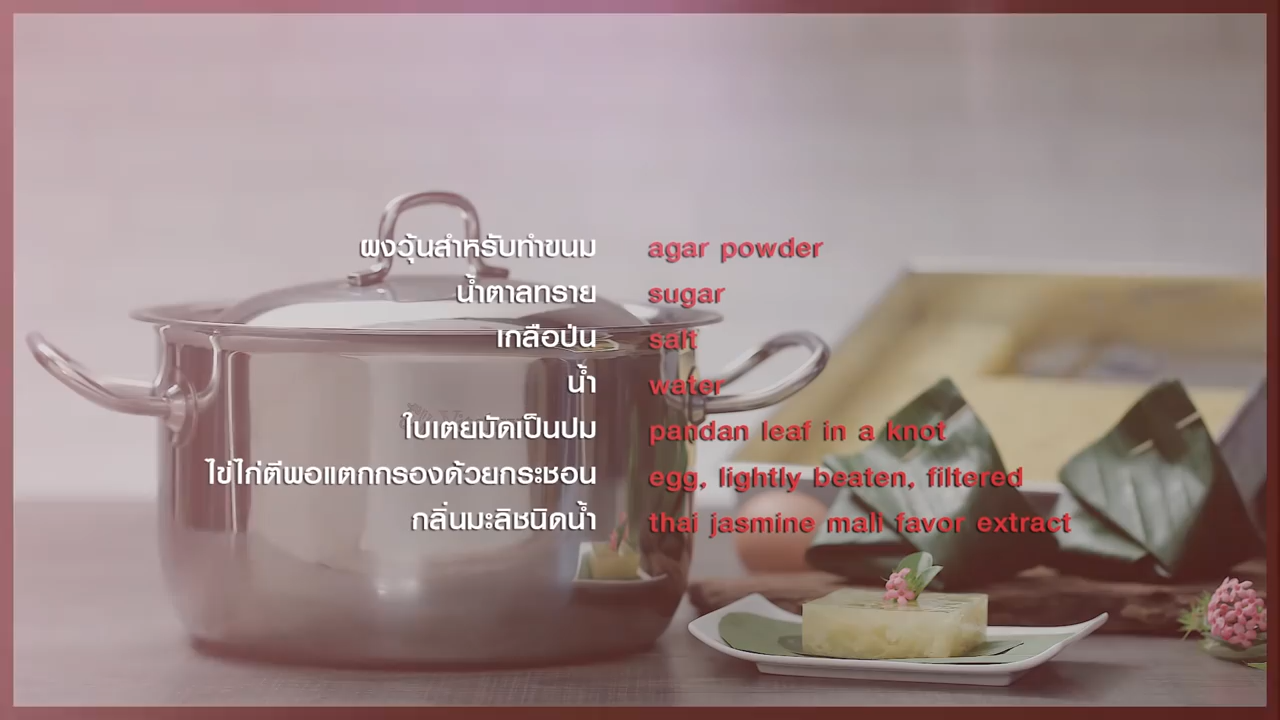 ผงวุ้นสำหรับทำขนม agar powder
น้ำตาลทราย sugar
เกลือป่น salt
น้ำ water
ใบเตยมัดเป็นปม pandan leaf in a knot
ไข่ไก่ตีพอแตกกรองด้วยกระชอน egg, lightly beaten, filtered
กลิ่นมะลิชนิดน้ำ thai jasmine mali favor extract